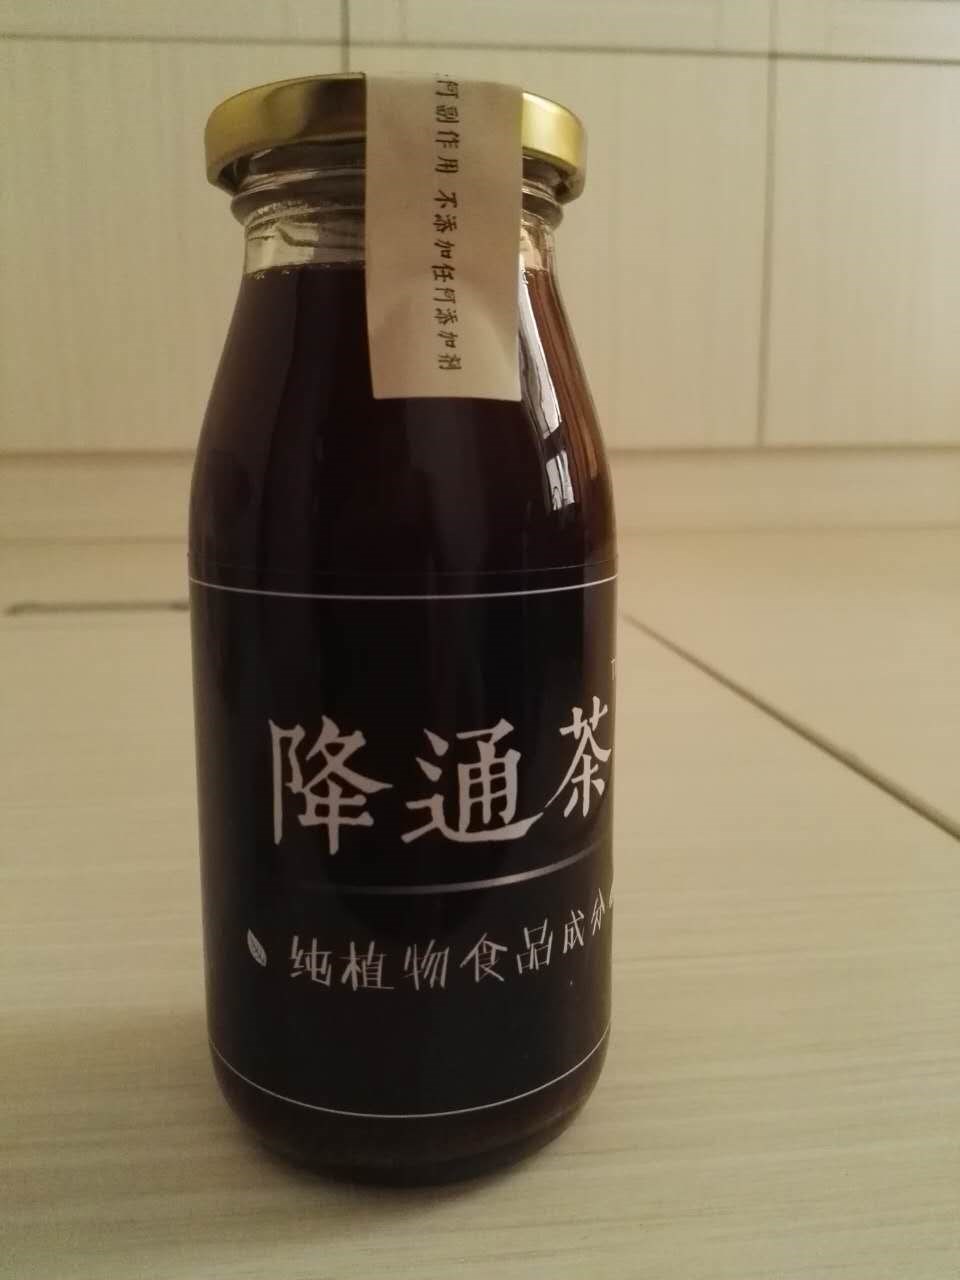 何副作用 不添加任何添加剂
降通茶
纯植物食品成分